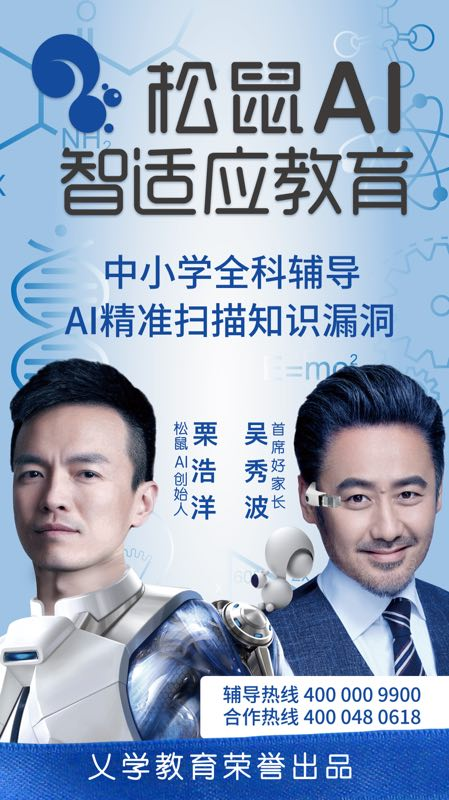 松鼠AI
智适应教育
中小学全科辅导
AI精准扫描知识漏洞
NH2
E=mc2
栗浩洋
松鼠AI创始人
吴秀波
首席好家长
辅导热线 400 000 9900
合作热线 400 048 0618
乂学教育荣誉出品